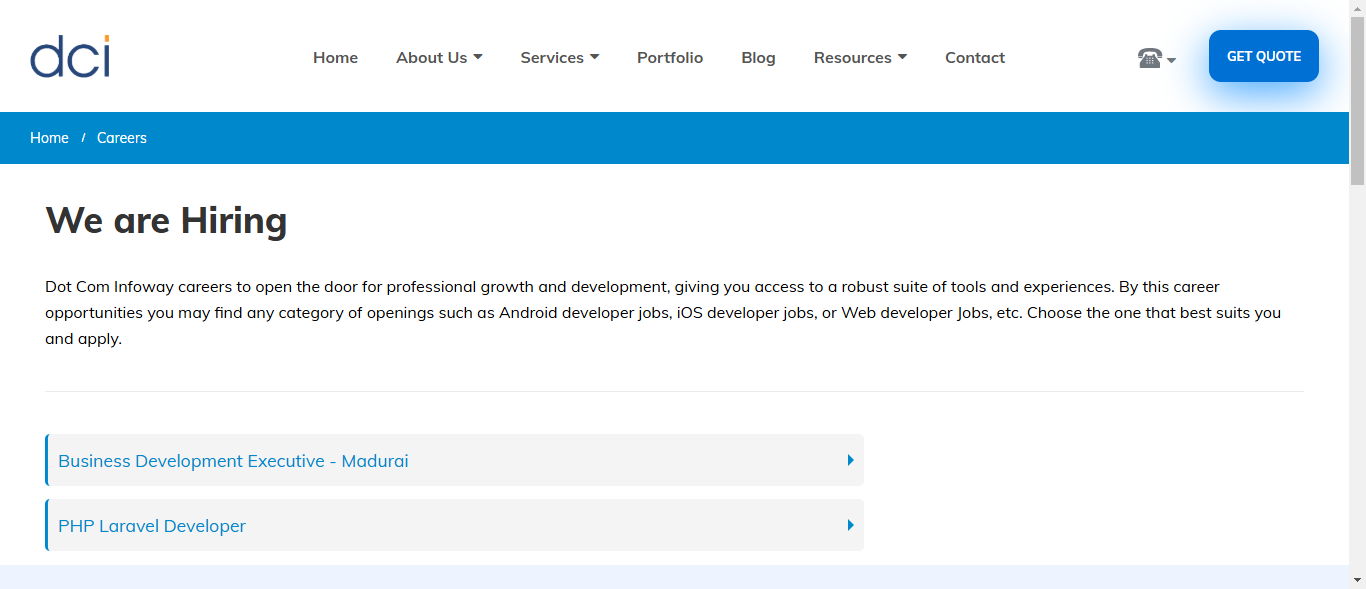 dci
Home About Us Services Portfolio Blog Resources Contact
GET QUOTE
Home / Careers
We are Hiring
Dot Com Infoway careers to open the door for professional growth and development, giving you access to a robust suite of tools and experiences. By this career
opportunities you may find any category of openings such as Android developer jobs, iOS developer jobs, or Web developer Jobs, etc. Choose the one that best suits you
and apply.
Business Development Executive - Madurai
PHP Laravel Developer